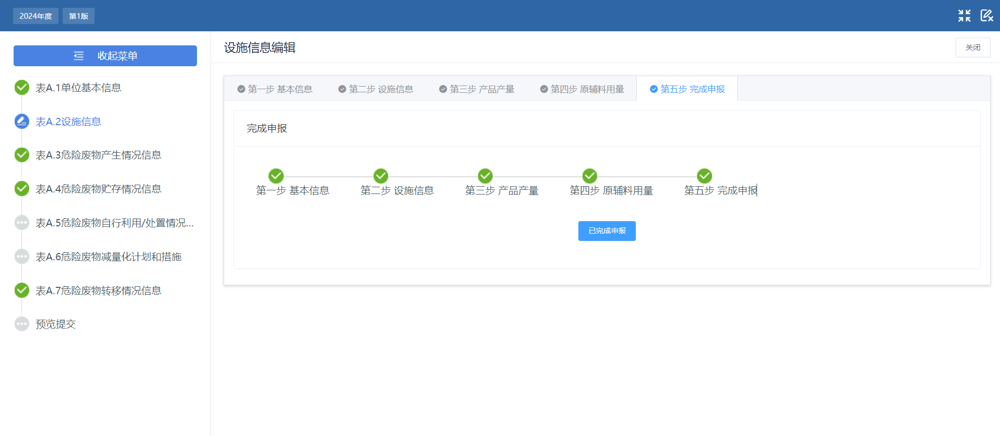 2024年度 第1版
收起菜单
表A.1单位基本信息
表A.2设施信息
表A.3危险废物产生情况信息
表A.4危险废物贮存情况信息
表A.5危险废物自行利用/处置情况...
表A.6危险废物减量化计划和措施
表A.7危险废物转移情况信息
预览提交
设施信息编辑
关闭
第一步 基本信息 第二步 设施信息 第三步 产品产量 第四步 原辅料用量 第五步 完成申报
完成申报
第一步 基本信息 第二步 设施信息 第三步 产品产量 第四步 原辅料用量 第五步 完成申报
已完成申报